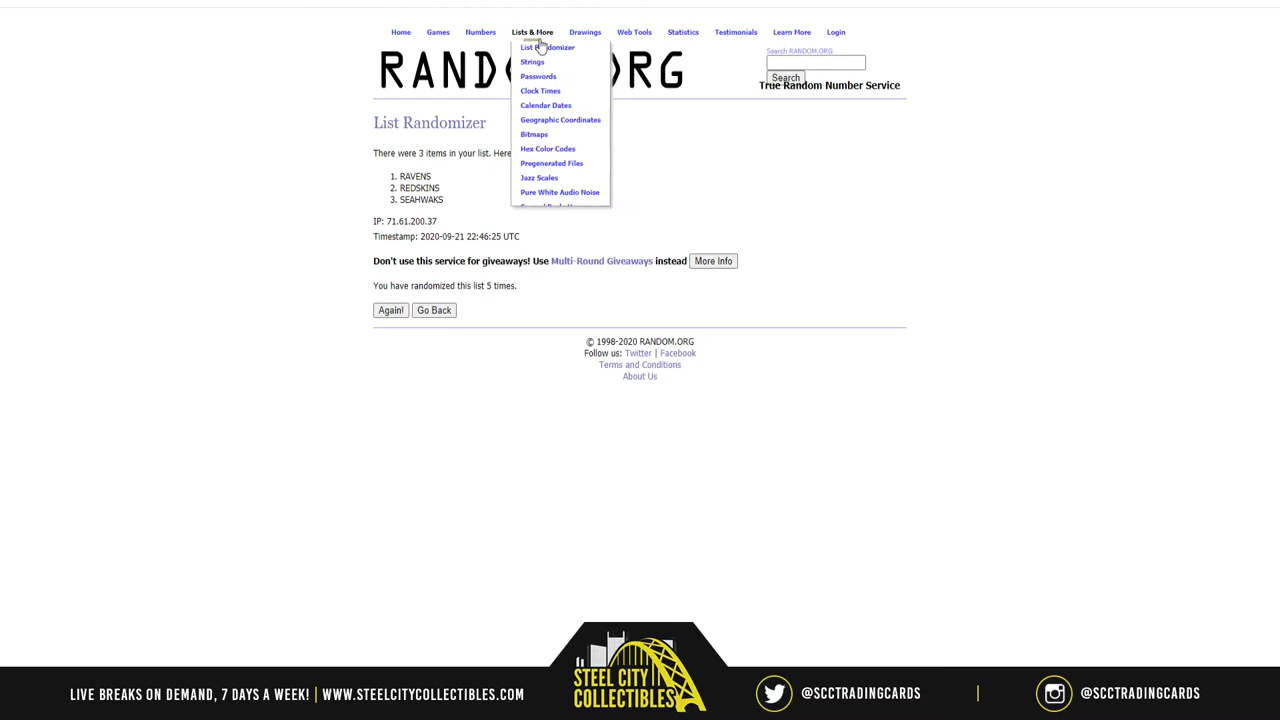 Home Games Numbers Lists & More Drawings Web Tools Statistics Testimonials Learn More Login
List Randomizer
Strings
Passwords
Clock Times
Calendar Dates
Geographic Coordinates
Bitmaps
Hex Color Codes
Pregenerated Files
Jazz Scales
Pure White Audio Noise
RAND RG
Search RANDOM.ORG
Search
True Random Number Service
List Randomizer
There were 3 items in your list. Here
1. RAVENS
2. REDSKINS
3. SEAHWAKS
IP: 71.61.200.37
Timestamp: 2020-09-21 22:46:25 UTC
Don't use this service for giveaways! Use Multi-Round Giveaways instead More Info
You have randomized this list 5 times.
Again! Go Back
© 1998-2020 RANDOM.ORG
Follow us: Twitter | Facebook
Terms and Conditions
About Us
LIVE BREAKS ON DEMAND, 7 DAYS A WEEK! | WWW.STEELCITYCOLLECTIBLES.COM
STEEL CITY
COLLECTIBLES
@SCCTRADINGCARDS | @SCCTRADINGCARDS